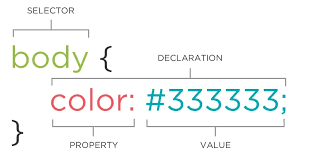 SELECTOR
body {
DECLARATION
color: #333333;
}
PROPERTY
VALUE